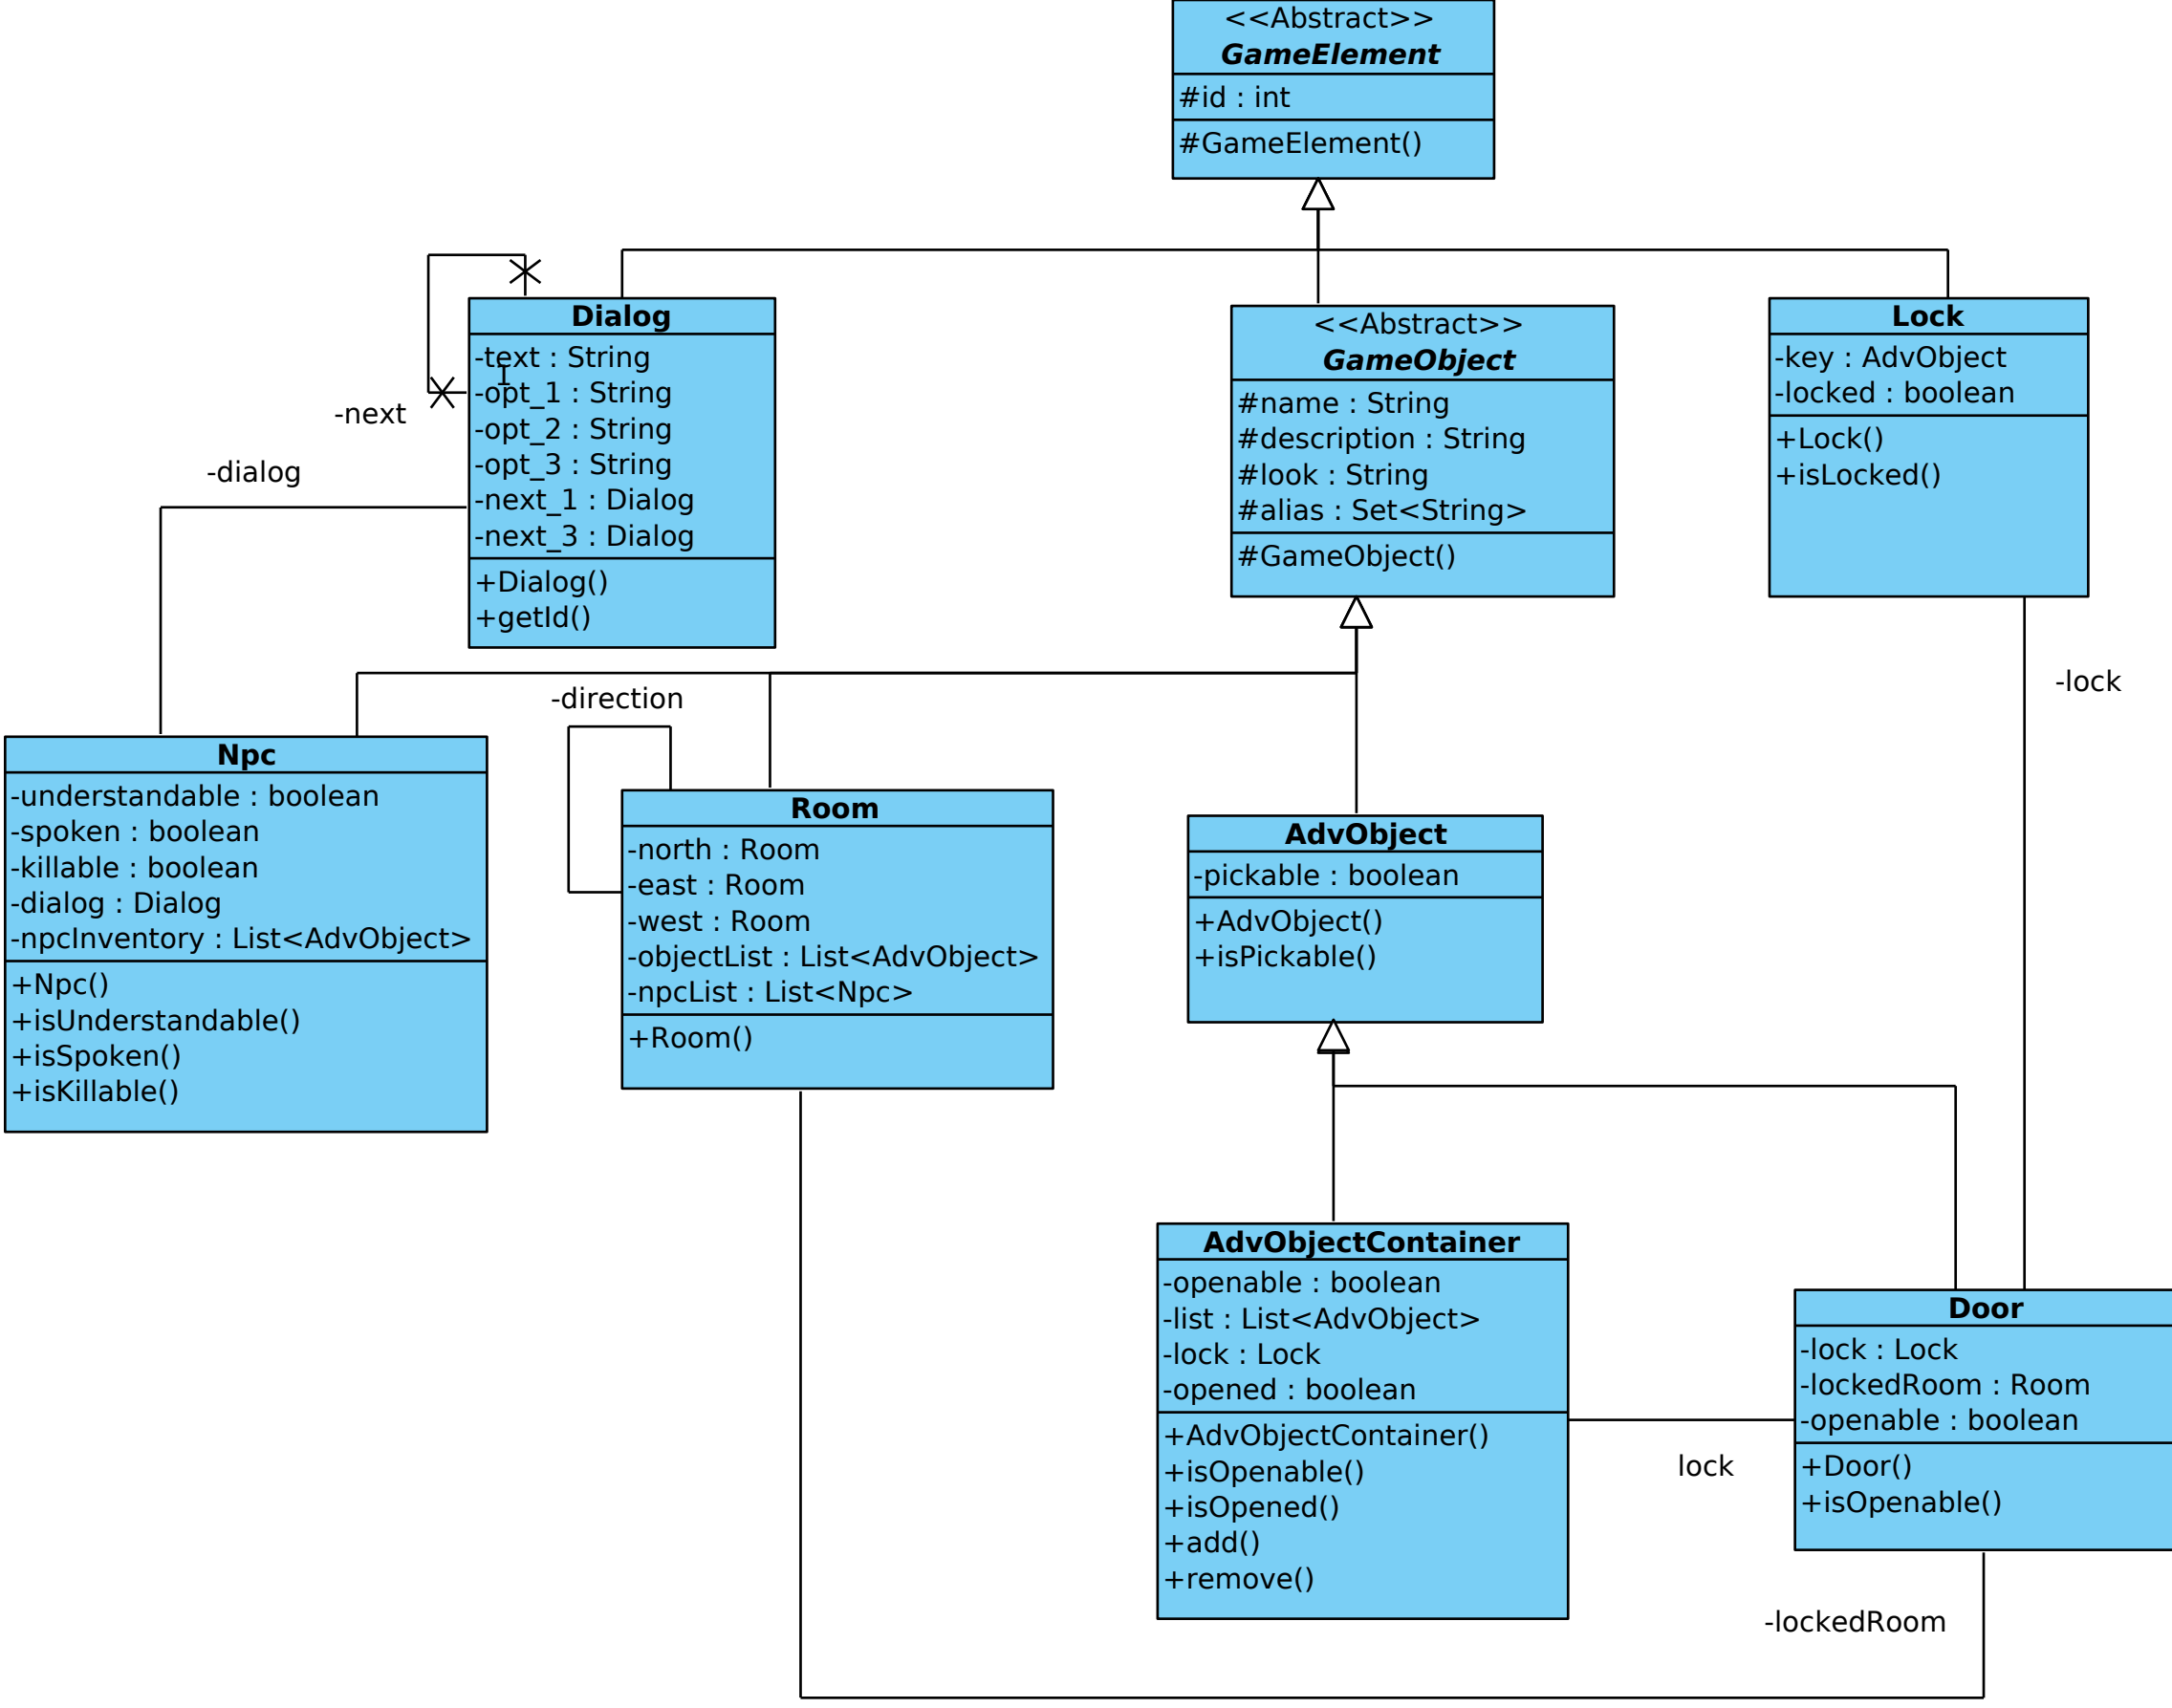 <<Abstract>>
GameElement
#id : int
#GameElement()
Dialog
-text : String
-opt_1 : String
-opt_2 : String
-opt_3 : String
-next_1 : Dialog
-next_3 : Dialog
+Dialog()
+getId()
-next
-dialog
<<Abstract>>
GameObject
#name : String
#description : String
#look : String
#alias : Set<String>
#GameObject()
Lock
-key : AdvObject
-locked : boolean
+Lock()
+isLocked()
-lock
-direction
Npc
-understandable : boolean
-spoken : boolean
-killable : boolean
-dialog : Dialog
-npcInventory : List<AdvObject>
+Npc()
+isUnderstandable()
+isSpoken()
+isKillable()
Room
-north : Room
-east : Room
-west : Room
-objectList : List<AdvObject>
-npcList : List<Npc>
+Room()
AdvObject
-pickable : boolean
+AdvObject()
+isPickable()
AdvObjectContainer
-openable : boolean
-list : List<AdvObject>
-lock : Lock
-opened : boolean
+AdvObjectContainer()
+isOpenable()
+isOpened()
+add()
+remove()
lock
Door
-lock : Lock
-lockedRoom : Room
-openable : boolean
+Door()
+isOpenable()
-lockedRoom